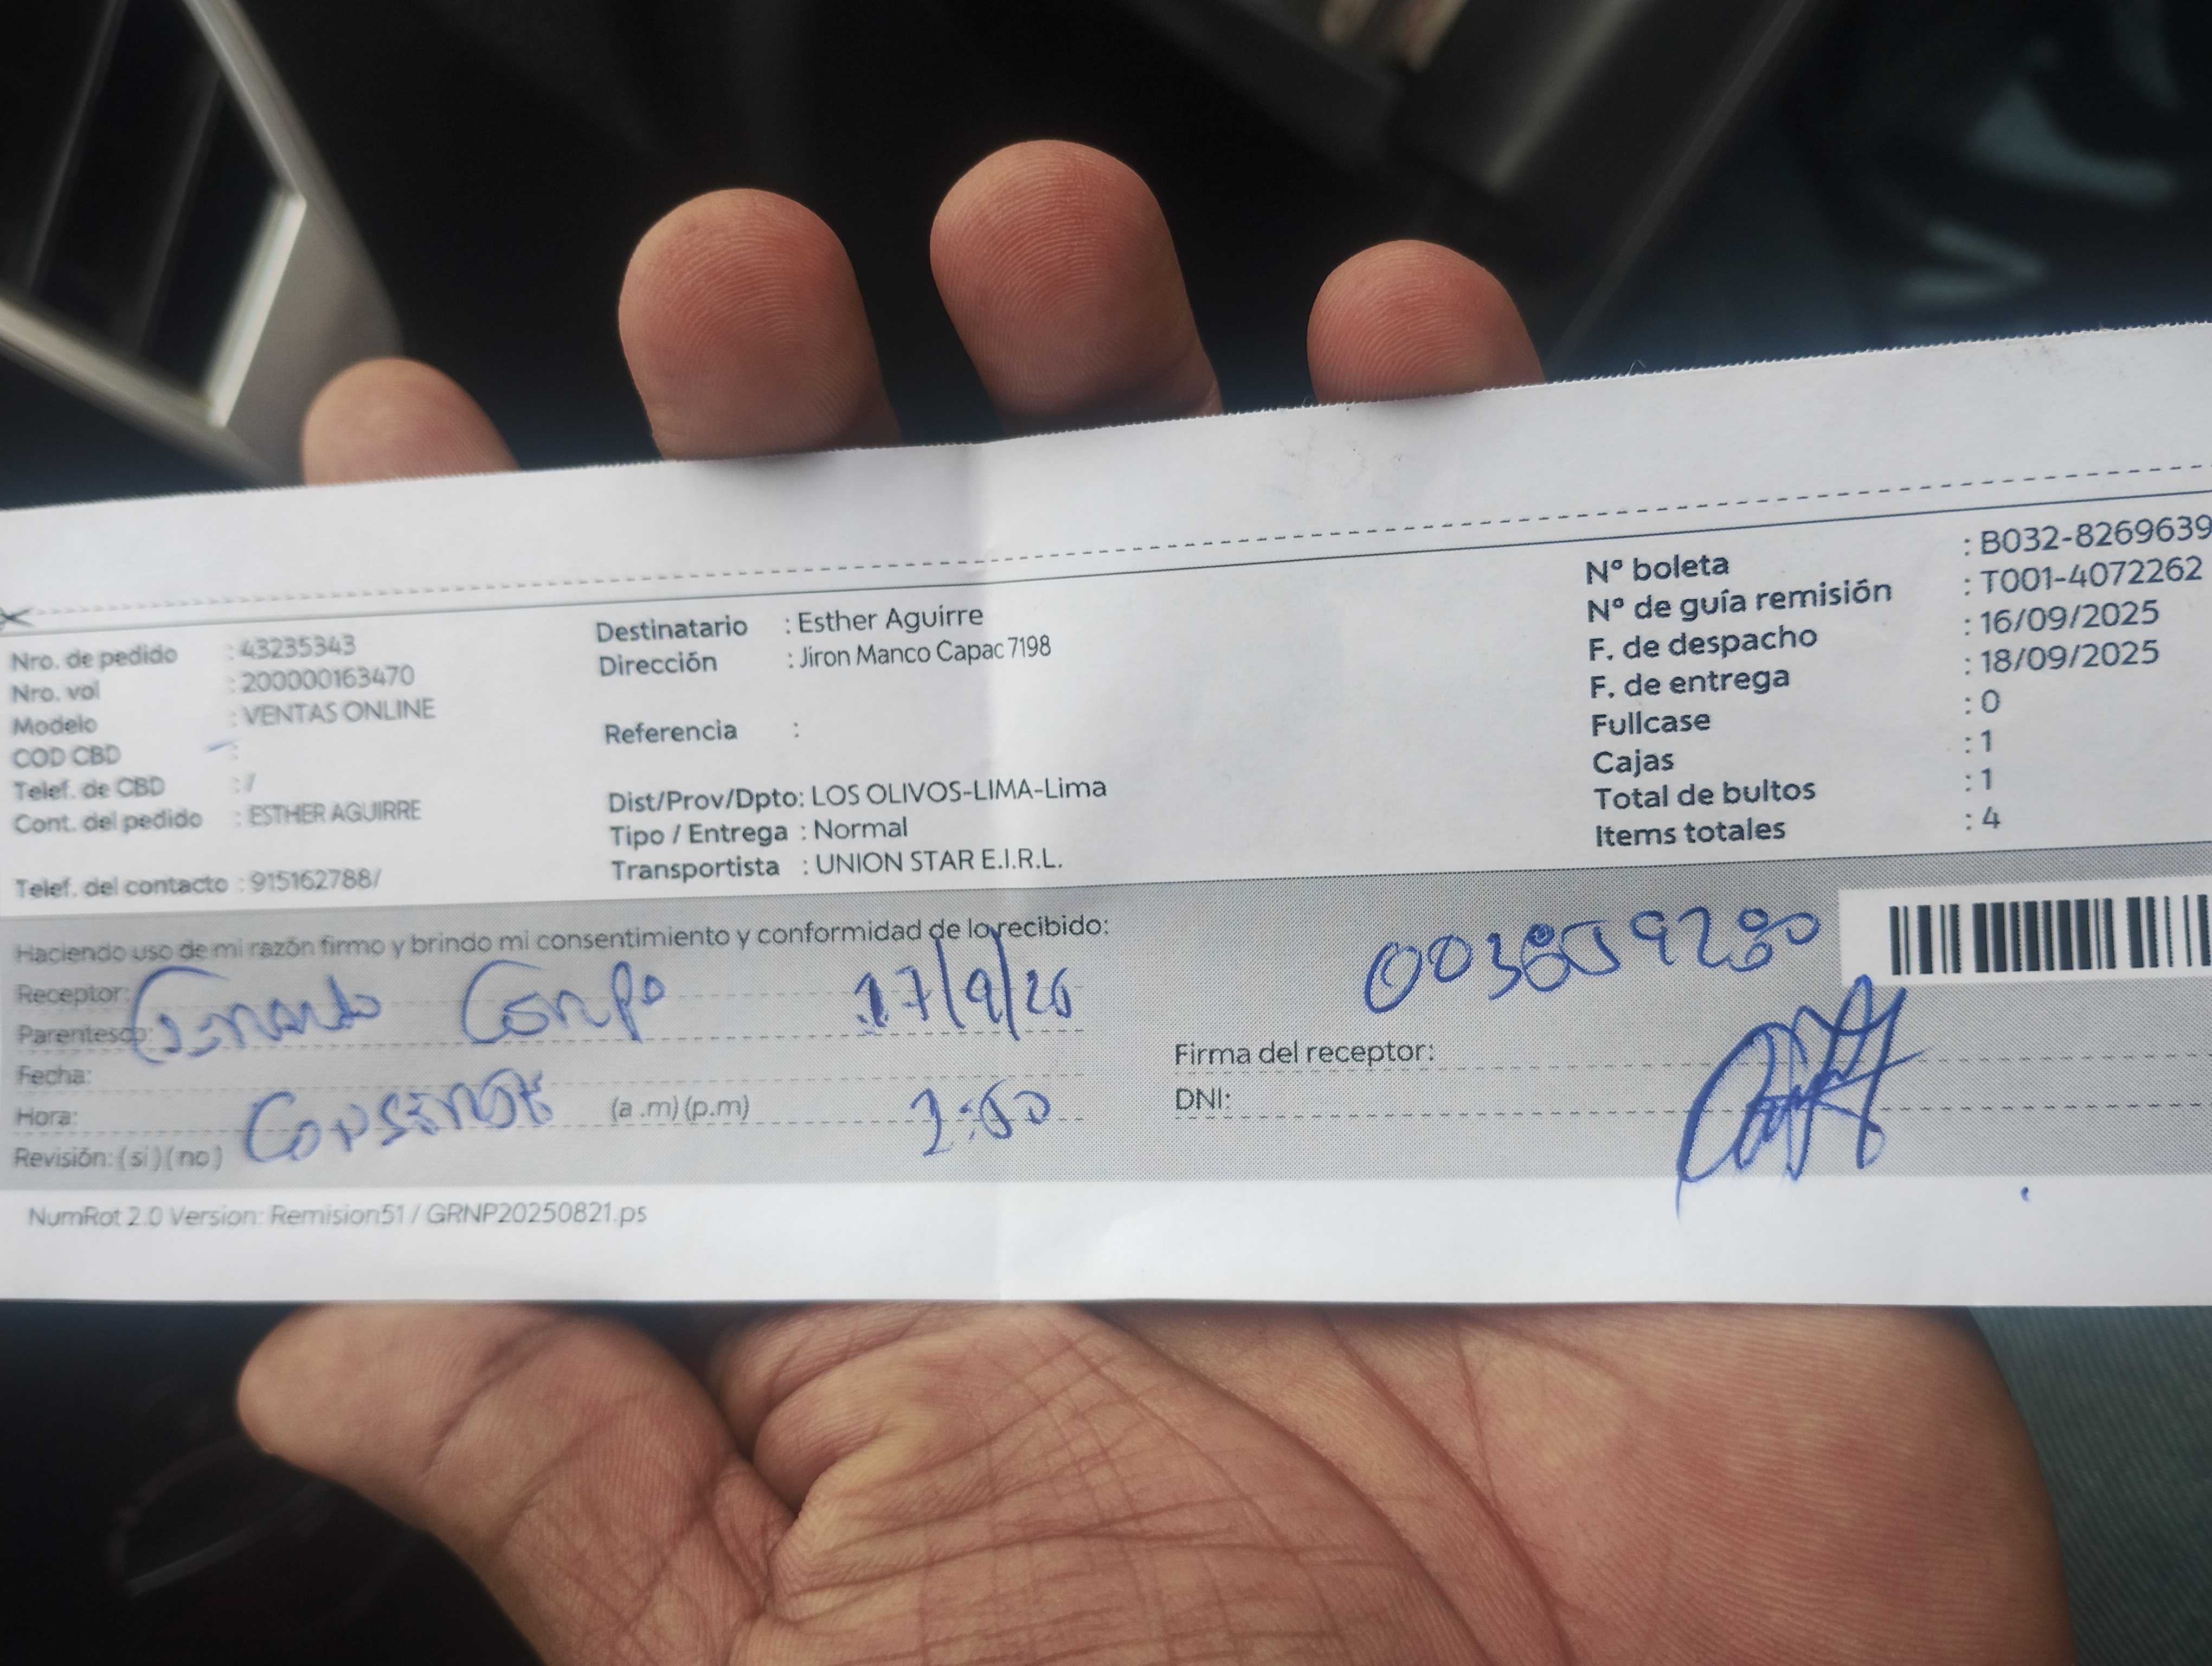 Nro. de pedido : 43235343
Nro. vol : 200000163470
Modelo : VENTAS ONLINE
COD CBD :
Telef. de CBD : /
Cont. del pedido : ESTHER AGUIRRE
Telef. del contacto : 915162788/
Destinatario : Esther Aguirre
Dirección : Jiron Manco Capac 7198
Referencia :
Dist/Prov/Dpto: LOS OLIVOS-LIMA-Lima
Tipo / Entrega : Normal
Transportista : UNION STAR E.I.R.L.
N° boleta : B032-8269639
N° de guía remisión : T001-4072262
F. de despacho : 16/09/2025
F. de entrega : 18/09/2025
Fullcase : 0
Cajas : 1
Total de bultos : 1
Items totales : 4
Haciendo uso de mi razón firmo y brindo mi consentimiento y conformidad de lo recibido:
Receptor:
Parentesco:
Fecha:
Hora: (a .m) (p.m)
Revisión: ( si ) ( no )
Firma del receptor:
DNI:
NumRot 2.0 Version: Remision51 / GRNP20250821.ps